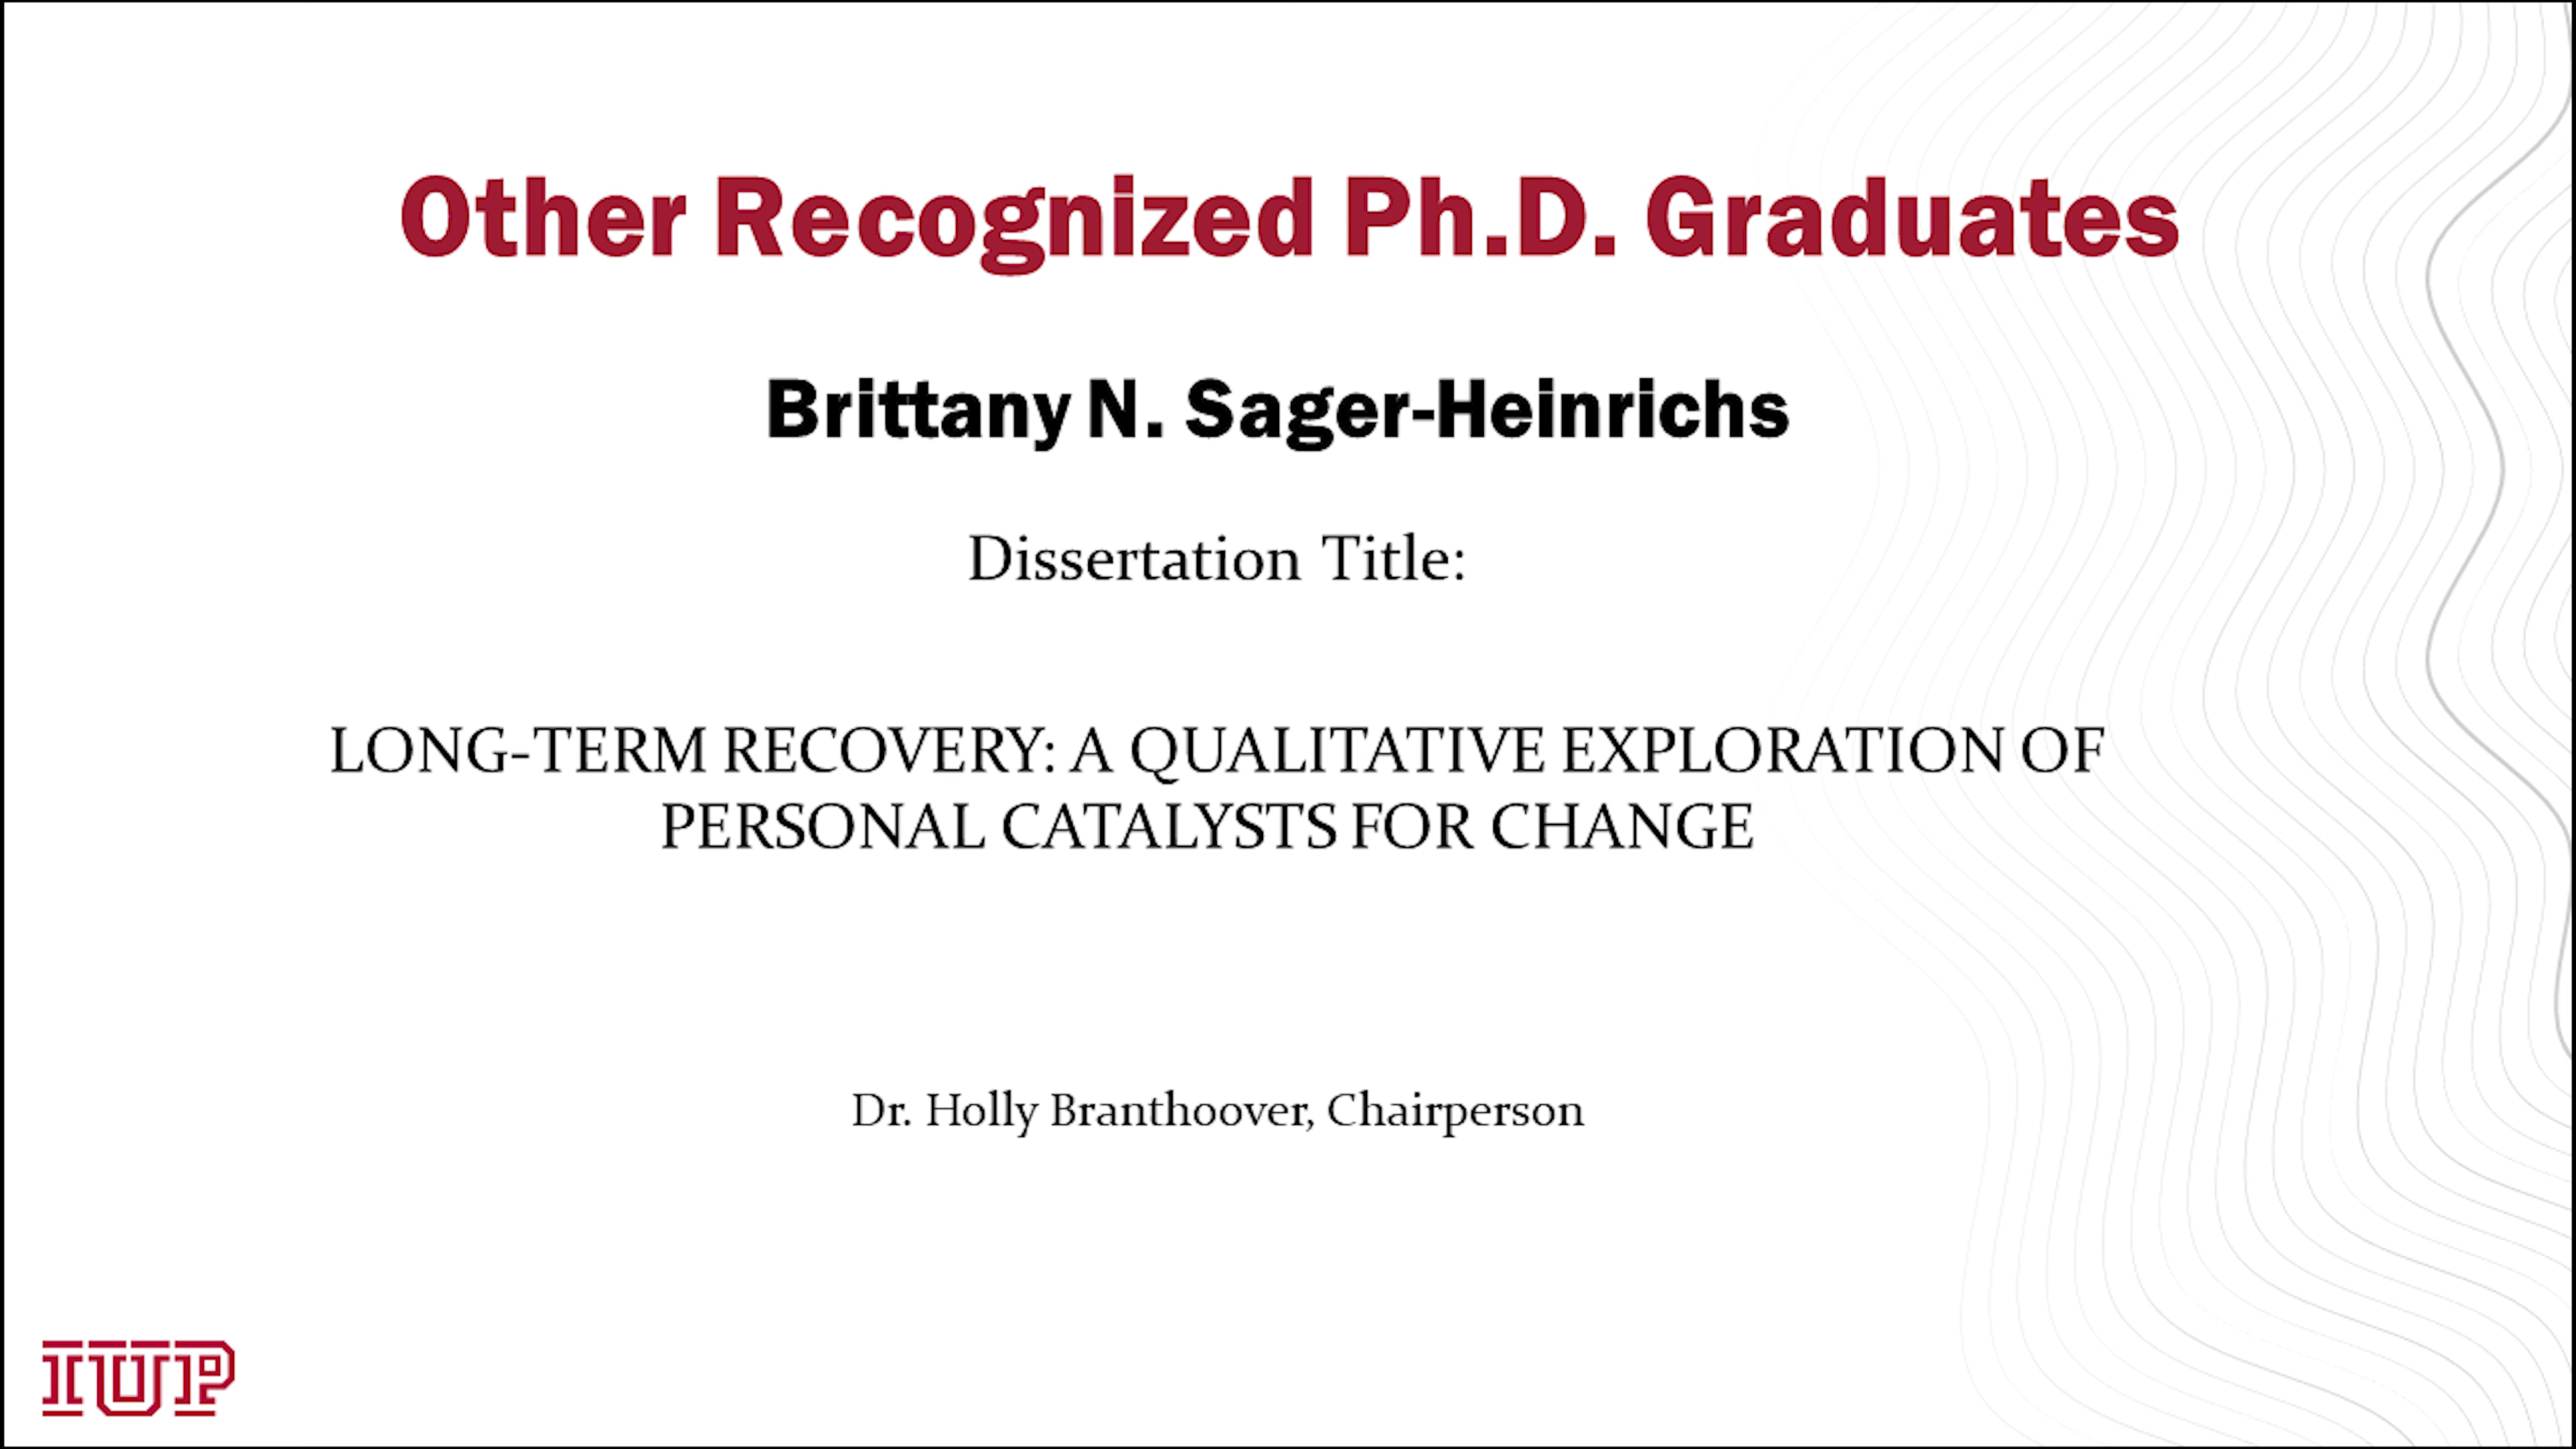 Other Recognized Ph.D. Graduates
Brittany N. Sager-Heinrichs
Dissertation Title:
LONG-TERM RECOVERY: A QUALITATIVE EXPLORATION OF
PERSONAL CATALYSTS FOR CHANGE
Dr. Holly Branthoover, Chairperson
IUP